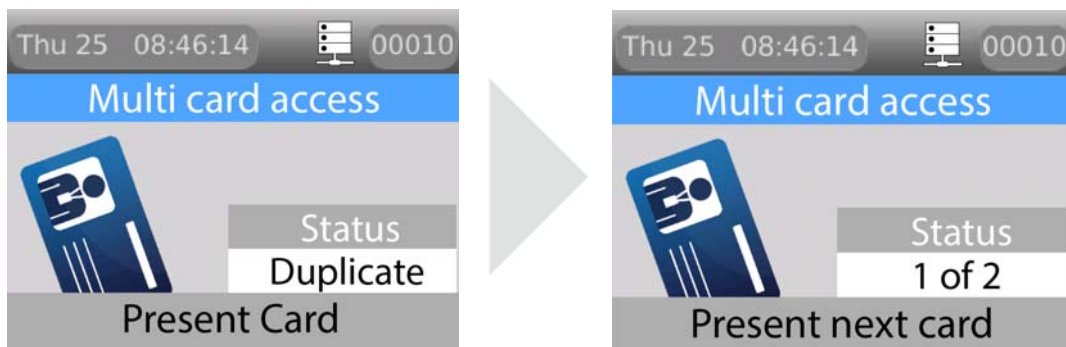 Thu 25 08:46:14 00010
Multi card access
Status
Duplicate
Present Card
Thu 25 08:46:14 00010
Multi card access
Status
1 of 2
Present next card